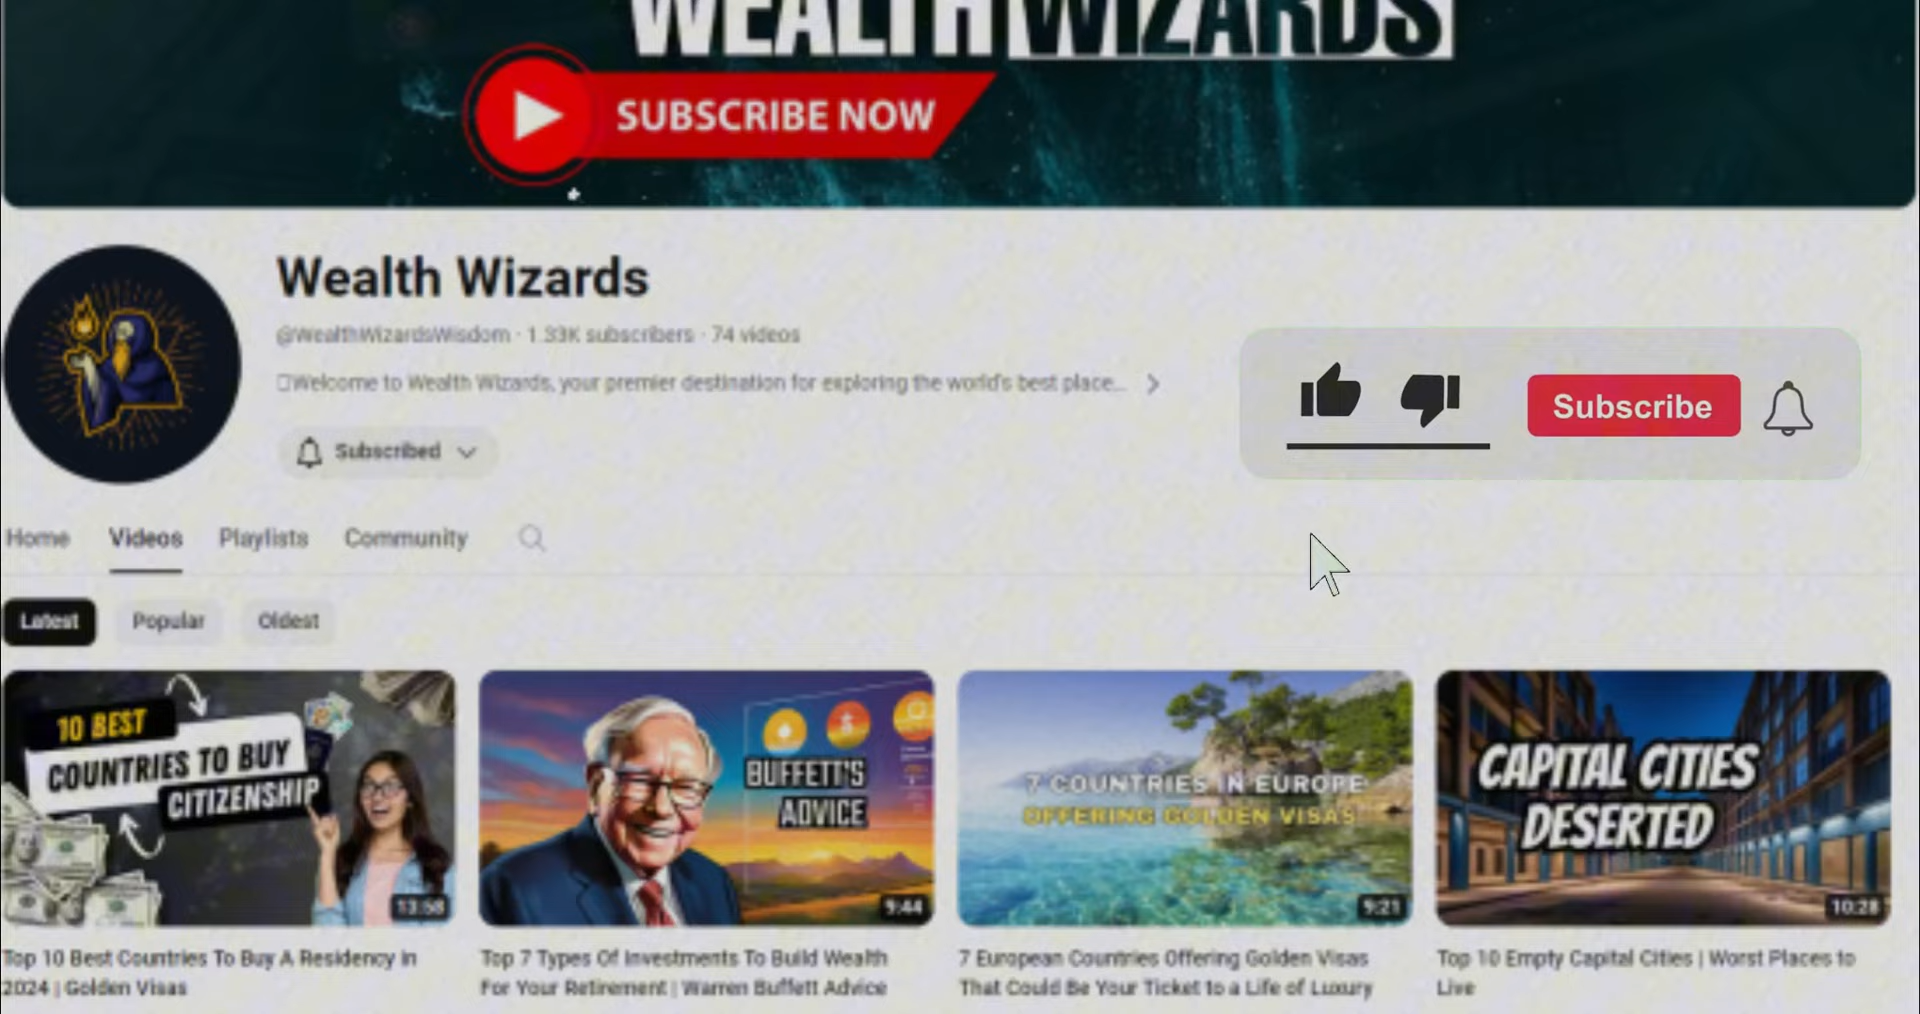 WEALTH WIZARDS
SUBSCRIBE NOW
Wealth Wizards
@WealthWizardsWisdom · 1.33K subscribers · 74 videos
Welcome to Wealth Wizards, your premier destination for exploring the world's best place...
Subscribed
Subscribe
Home Videos Playlists Community
Latest Popular Oldest
10 BEST
COUNTRIES TO BUY
CITIZENSHIP
13:58
BUFFETT'S
ADVICE
9:44
7 COUNTRIES IN EUROPE
OFFERING GOLDEN VISAS
9:21
CAPITAL CITIES
DESERTED
10:28
Top 10 Best Countries To Buy A Residency in
2024 | Golden Visas
Top 7 Types Of Investments To Build Wealth
For Your Retirement | Warren Buffett Advice
7 European Countries Offering Golden Visas
That Could Be Your Ticket to a Life of Luxury
Top 10 Empty Capital Cities | Worst Places to
Live